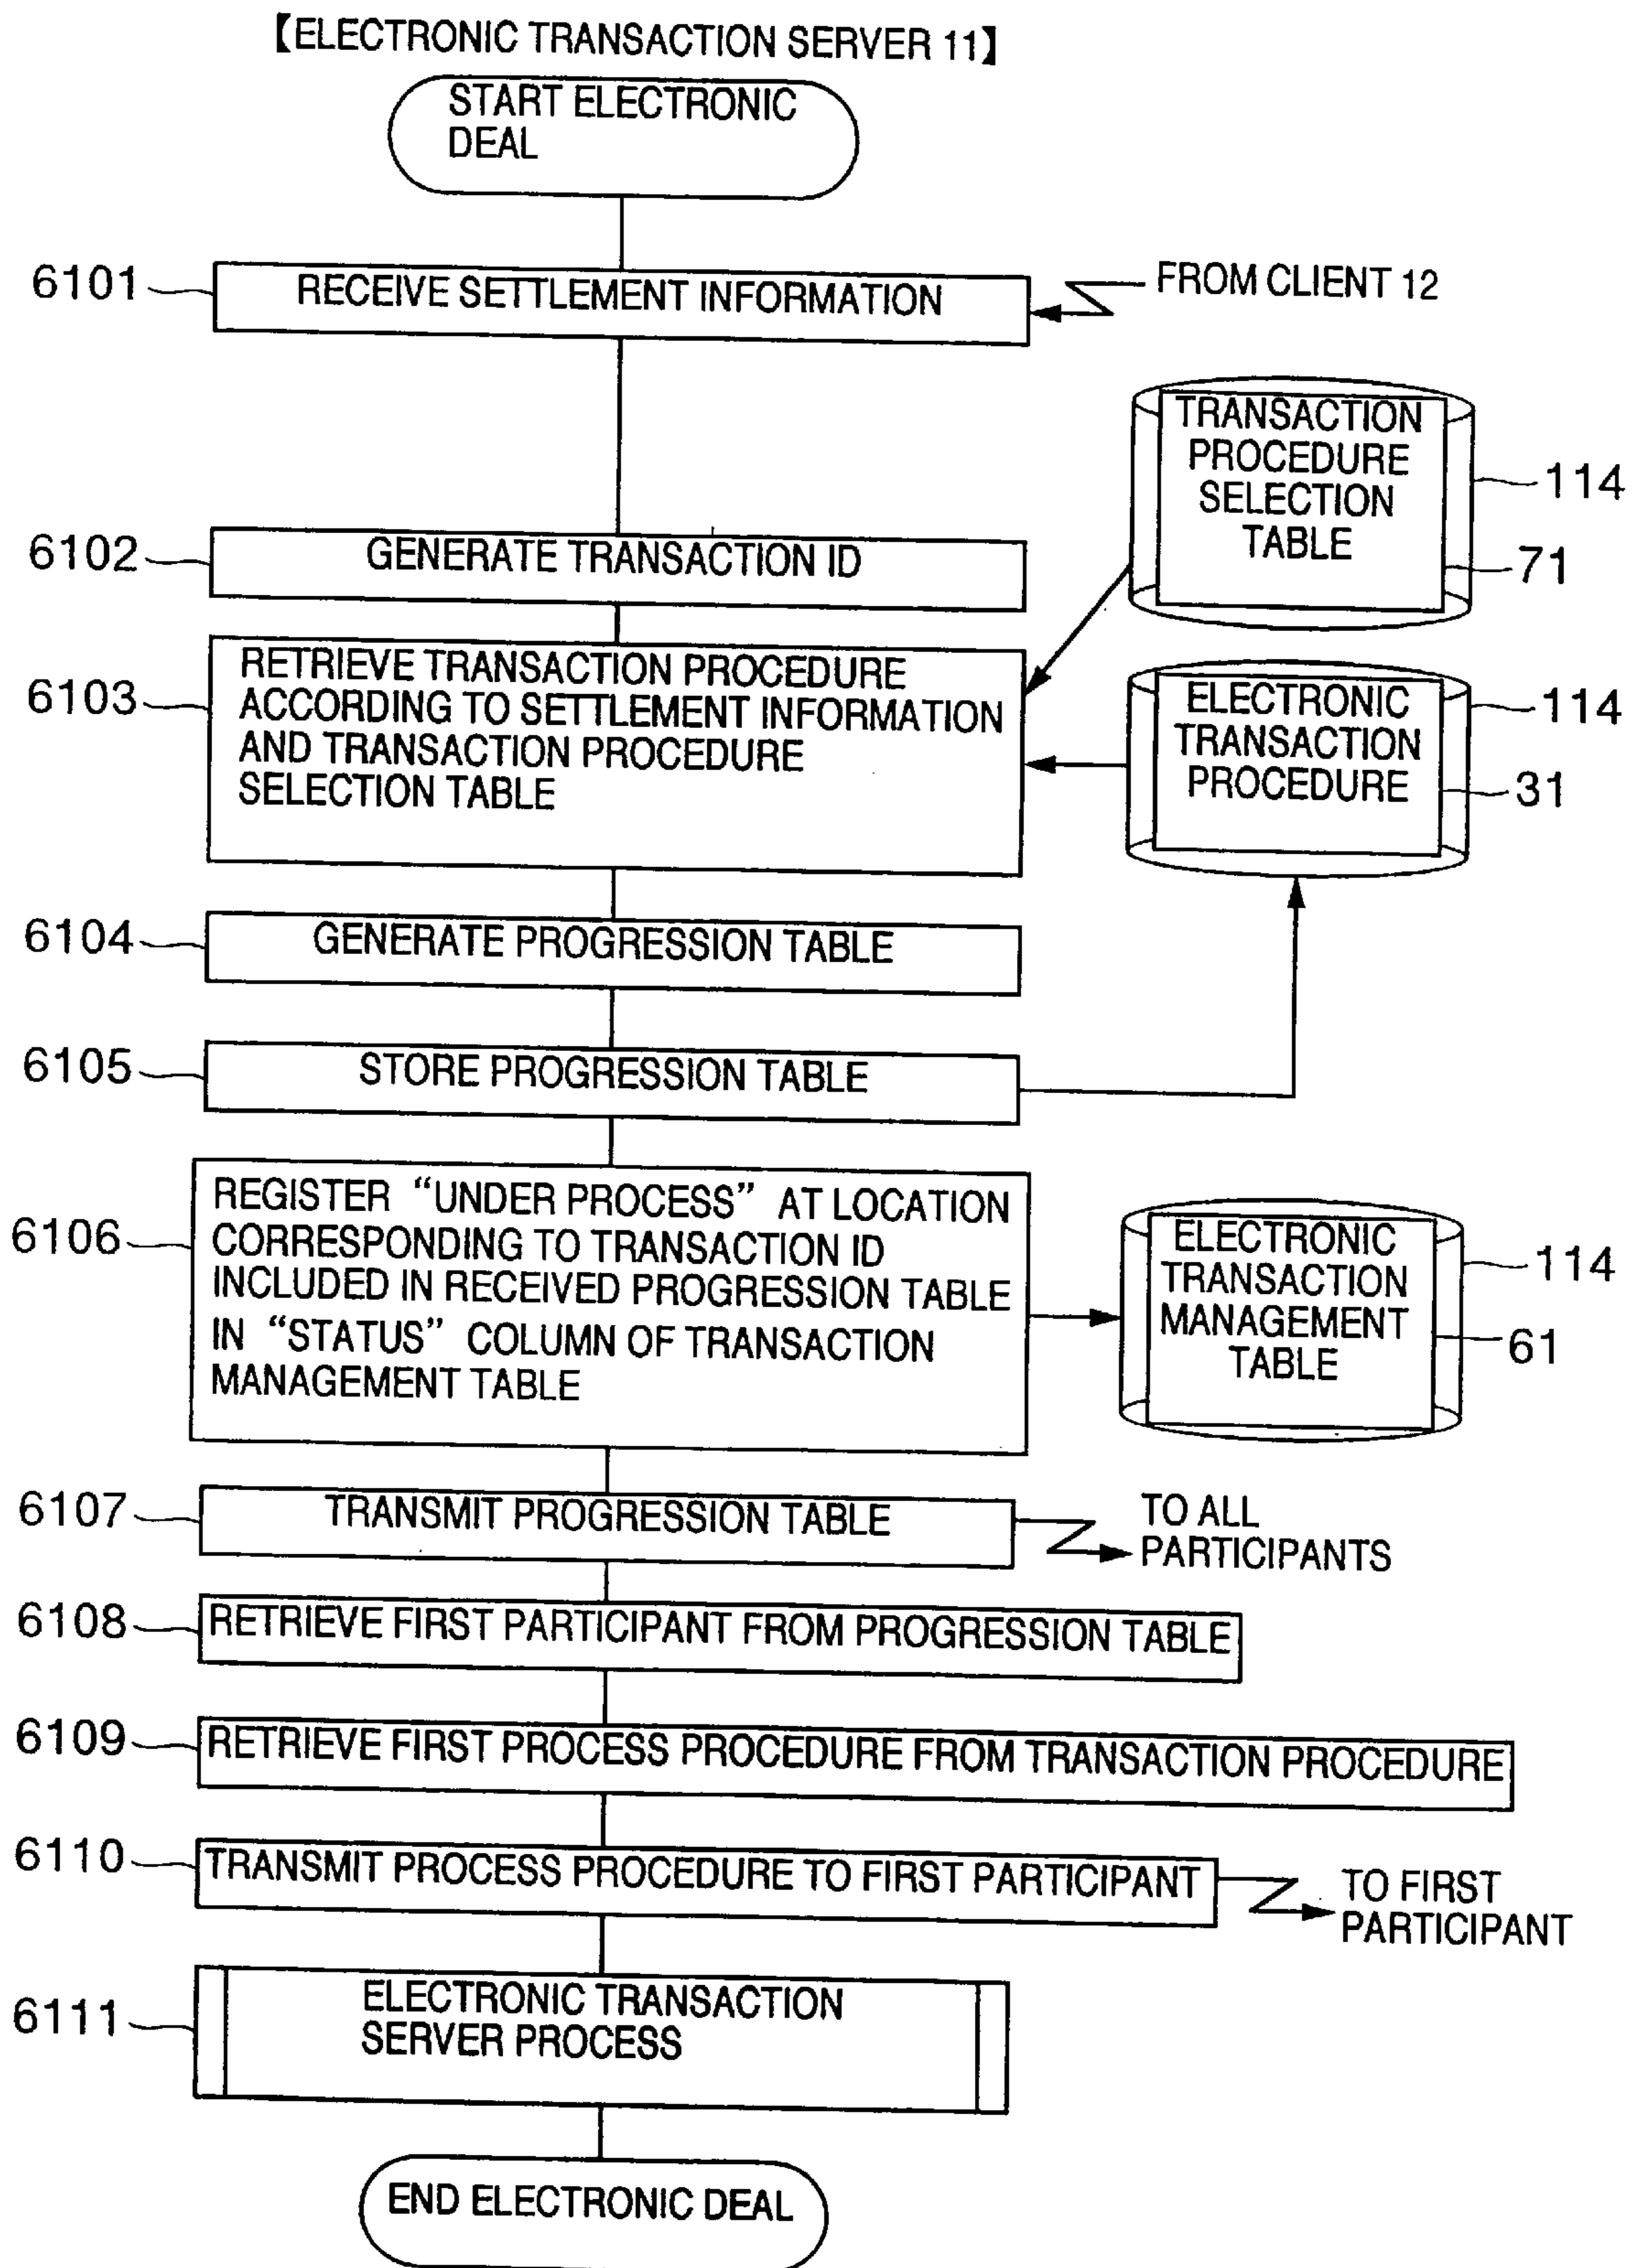 【ELECTRONIC TRANSACTION SERVER 11】
START ELECTRONIC
DEAL
6101
RECEIVE SETTLEMENT INFORMATION
FROM CLIENT 12
TRANSACTION
PROCEDURE
SELECTION
TABLE
114
71
6102
GENERATE TRANSACTION ID
6103
RETRIEVE TRANSACTION PROCEDURE
ACCORDING TO SETTLEMENT INFORMATION
AND TRANSACTION PROCEDURE
SELECTION TABLE
ELECTRONIC
TRANSACTION
PROCEDURE
114
31
6104
GENERATE PROGRESSION TABLE
6105
STORE PROGRESSION TABLE
6106
REGISTER “UNDER PROCESS” AT LOCATION
CORRESPONDING TO TRANSACTION ID
INCLUDED IN RECEIVED PROGRESSION TABLE
IN “STATUS” COLUMN OF TRANSACTION
MANAGEMENT TABLE
ELECTRONIC
TRANSACTION
MANAGEMENT
TABLE
114
61
6107
TRANSMIT PROGRESSION TABLE
TO ALL
PARTICIPANTS
6108
RETRIEVE FIRST PARTICIPANT FROM PROGRESSION TABLE
6109
RETRIEVE FIRST PROCESS PROCEDURE FROM TRANSACTION PROCEDURE
6110
TRANSMIT PROCESS PROCEDURE TO FIRST PARTICIPANT
TO FIRST
PARTICIPANT
6111
ELECTRONIC TRANSACTION
SERVER PROCESS
END ELECTRONIC DEAL